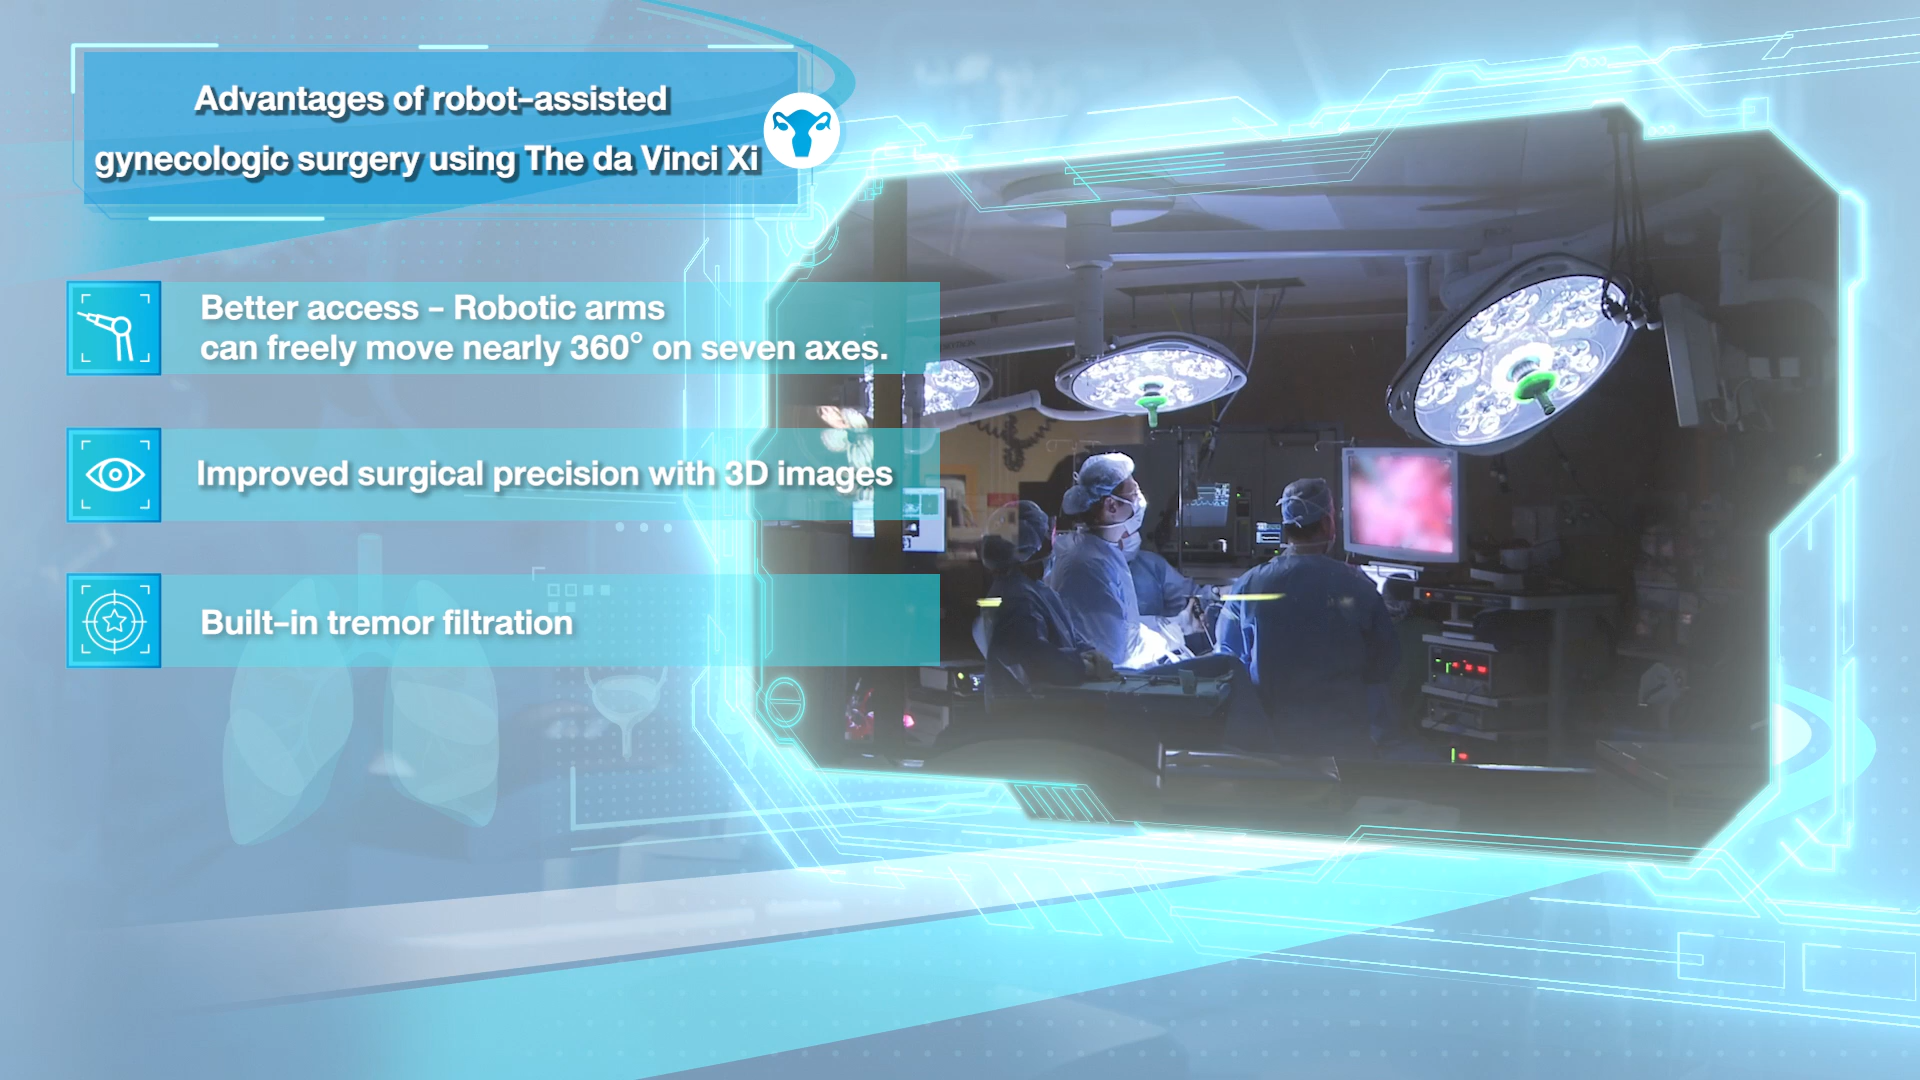 Advantages of robot-assisted
gynecologic surgery using The da Vinci Xi
Better access - Robotic arms
can freely move nearly 360° on seven axes.
Improved surgical precision with 3D images
Built-in tremor filtration